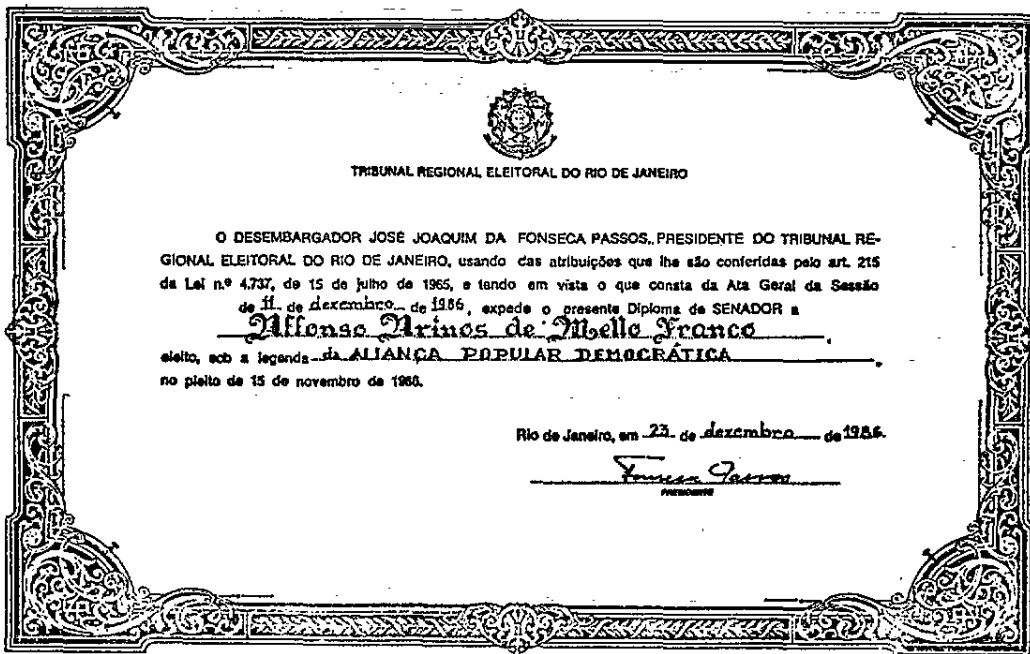 TRIBUNAL REGIONAL ELEITORAL DO RIO DE JANEIRO
O DESEMBARGADOR JOSÉ JOAQUIM DA FONSECA PASSOS, PRESIDENTE DO TRIBUNAL RE-
GIONAL ELEITORAL DO RIO DE JANEIRO, usando das atribuições que lhe são conferidas pelo art. 215
da Lei n.º 4.737, de 15 de julho de 1965, e tendo em vista o que consta da Ata Geral da Sessão
de 11 de dezembro de 1986, expede o presente Diploma de SENADOR a
Affonso Arinos de Mello Franco,
eleito, sob a legenda da ALIANÇA POPULAR DEMOCRÁTICA,
no pleito de 15 de novembro de 1986.
Rio de Janeiro, em 23 de dezembro de 1986.
Fonseca Passos
PRESIDENTE